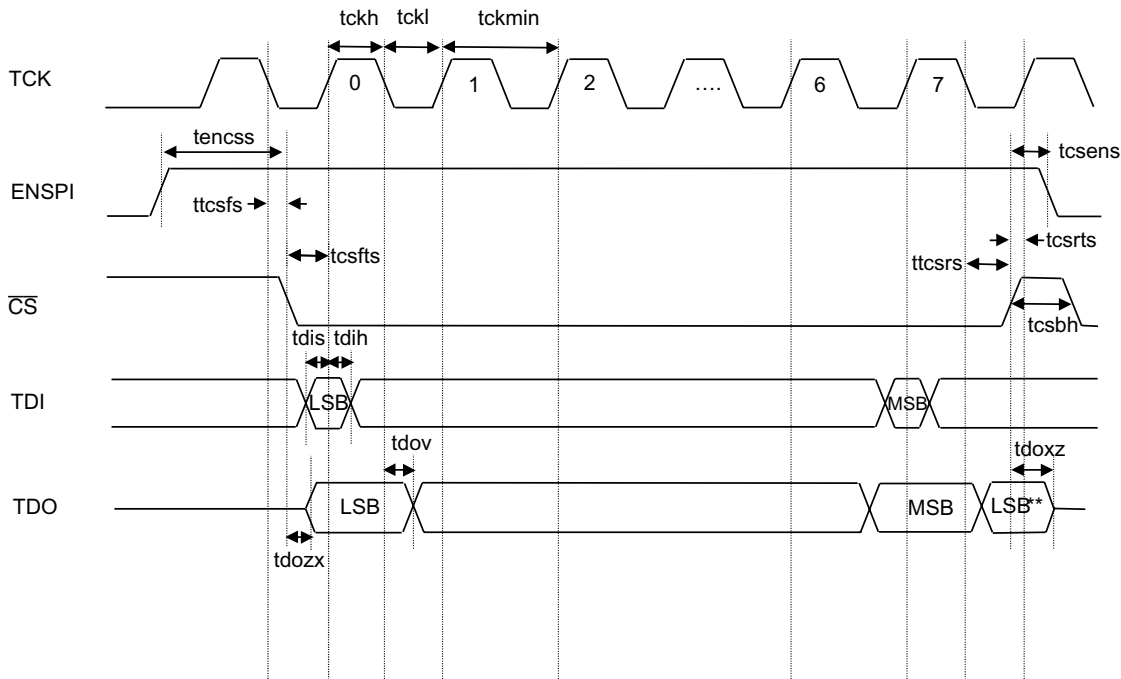 tckh tckl tckmin
TCK 0 1 2 .... 6 7
tencss tcsens
ENSPI
ttcsfs
tcsfts ttcsrs tcsrts
CS
tcsbh
tdis tdih
TDI LSB MSB
tdov tdoxz
TDO LSB MSB LSB**
tdozx